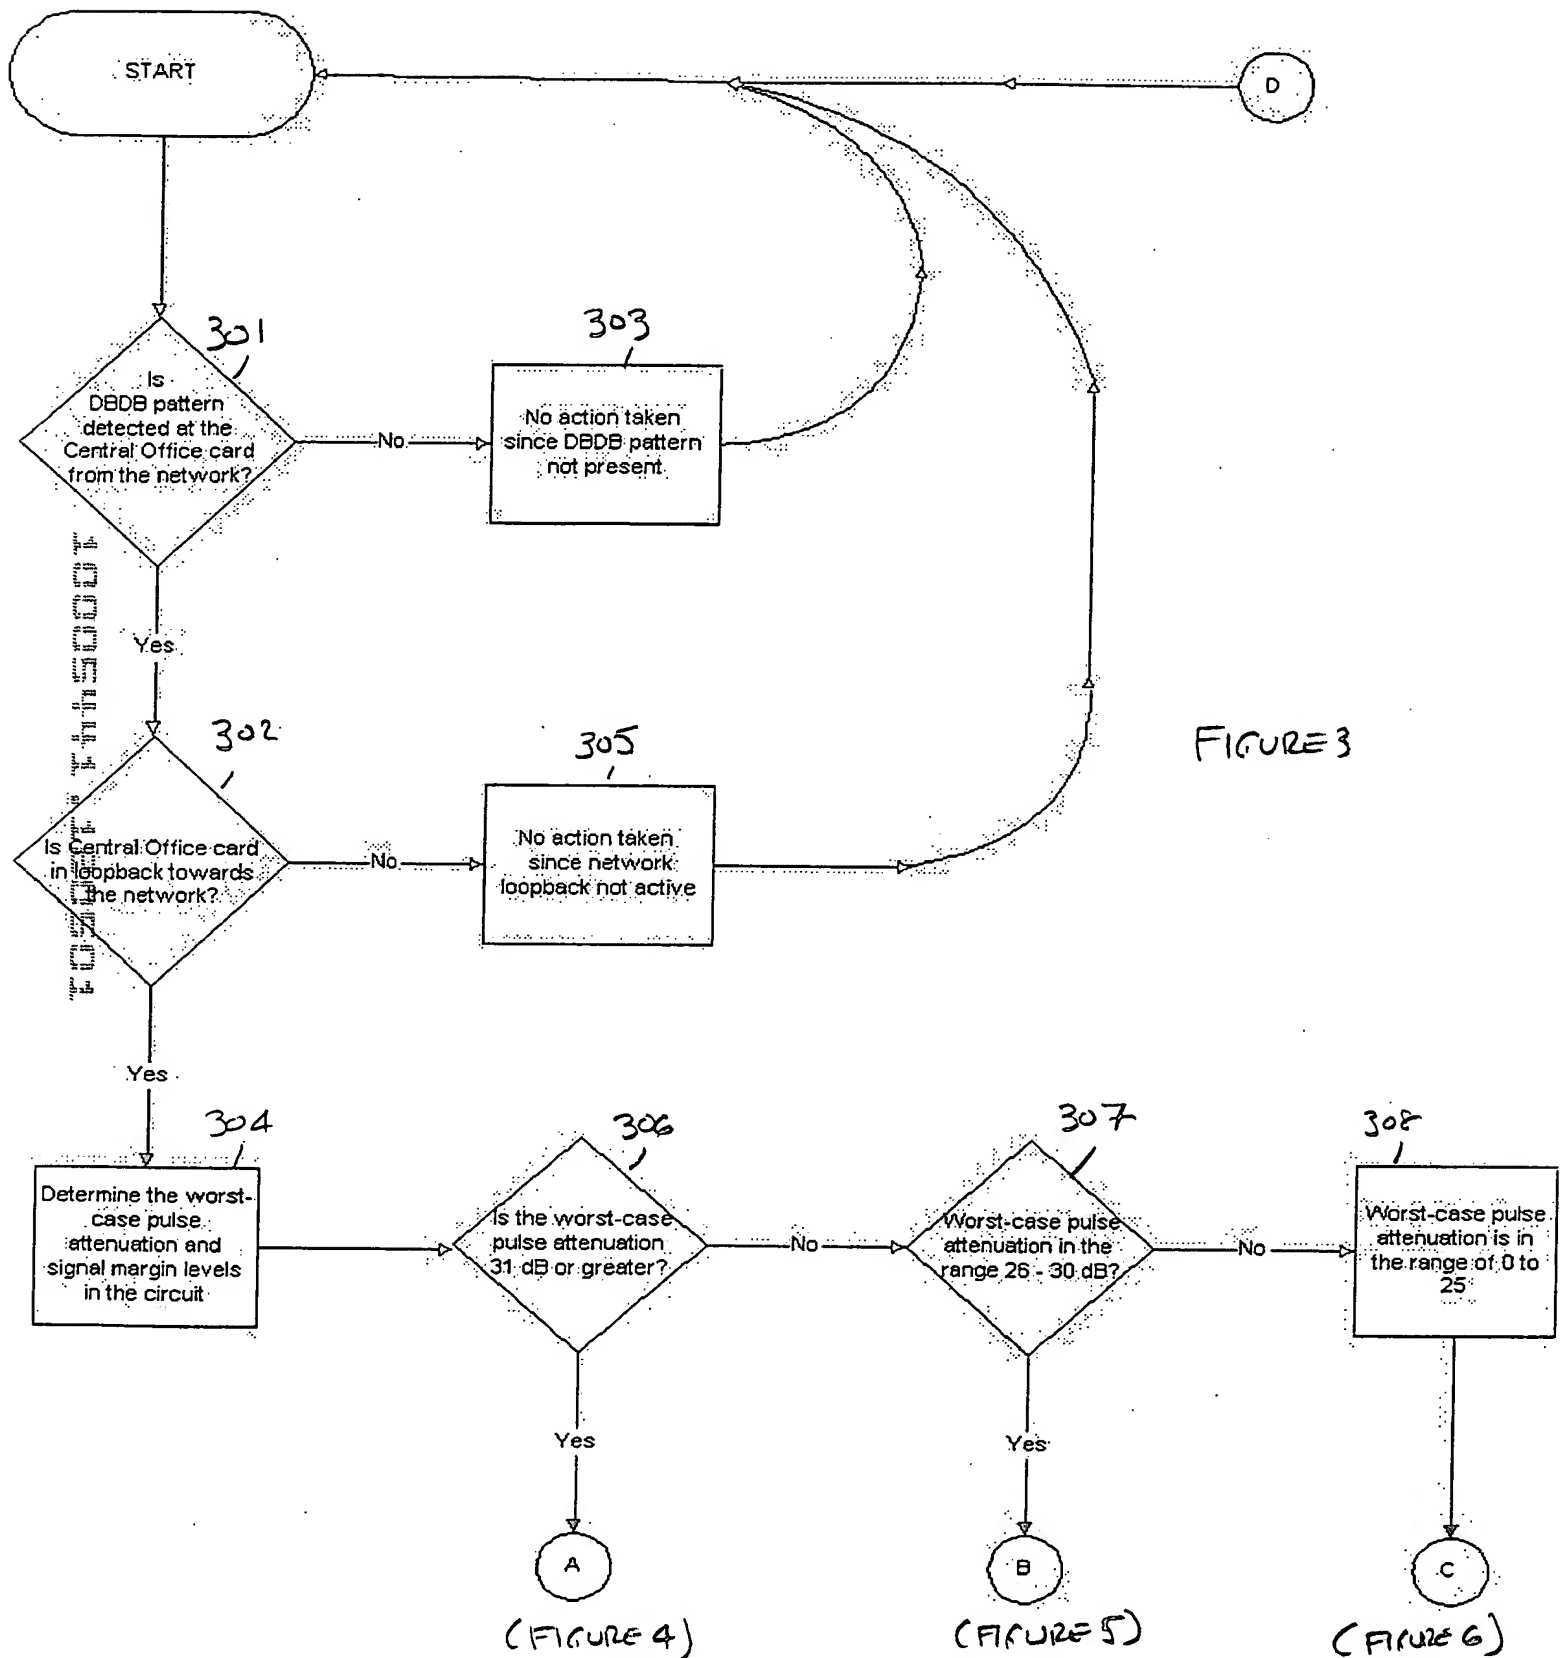 START
D
301
Is
DBDB pattern
detected at the
Central Office card
from the network?
No
303
No action taken
since DBDB pattern
not present
Yes
302
Is Central Office card
in loopback towards
the network?
No
305
No action taken
since network
loopback not active
FIGURE 3
Yes
304
Determine the worst-
case pulse
attenuation and
signal margin levels
in the circuit
306
Is the worst-case
pulse attenuation
31 dB or greater?
No
307
Worst-case pulse
attenuation in the
range 26 - 30 dB?
No
308
Worst-case pulse
attenuation is in
the range of 0 to
25
Yes
Yes
A
B
C
(FIGURE 4)
(FIGURE 5)
(FIGURE 6)